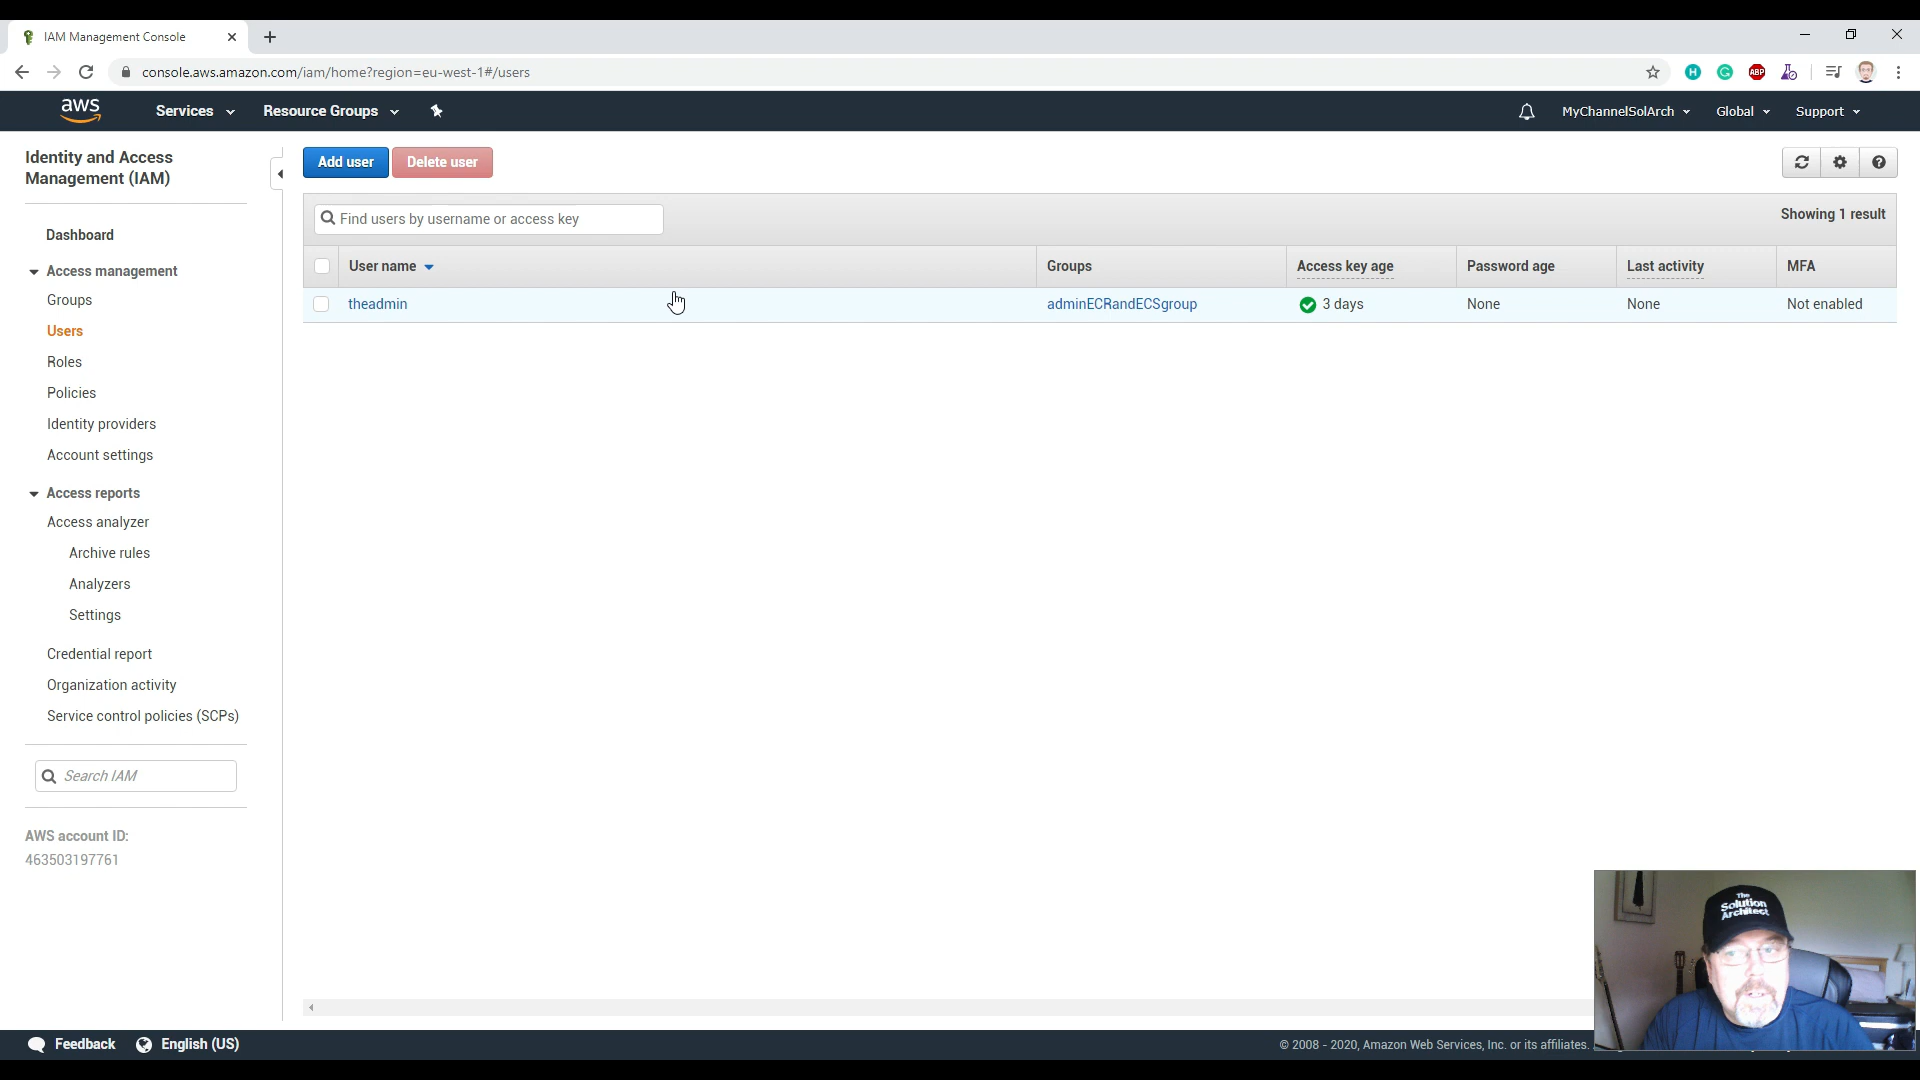 IAM Management Console
console.aws.amazon.com/iam/home?region=eu-west-1#/users
H
G
ABP
aws
Services
Resource Groups
MyChannelSolArch
Global
Support
Identity and Access
Management (IAM)
Dashboard
Access management
Groups
Users
Roles
Policies
Identity providers
Account settings
Access reports
Access analyzer
Archive rules
Analyzers
Settings
Credential report
Organization activity
Service control policies (SCPs)
Search IAM
AWS account ID:
463503197761
Add user
Delete user
Find users by username or access key
Showing 1 result
User name Groups Access key age Password age Last activity MFA
theadmin adminECRandECSgroup 3 days None None Not enabled
The
Solution
Architect
Feedback
English (US)
© 2008 - 2020, Amazon Web Services, Inc. or its affiliates.